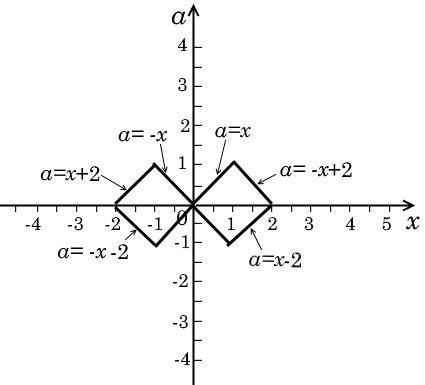 a
4
3
2
1
a= -x
a=x
a=x+2
a= -x+2
-4 -3 -2 -1 0 1 2 3 4 5 x
-1
a= -x -2
a=x-2
-2
-3
-4